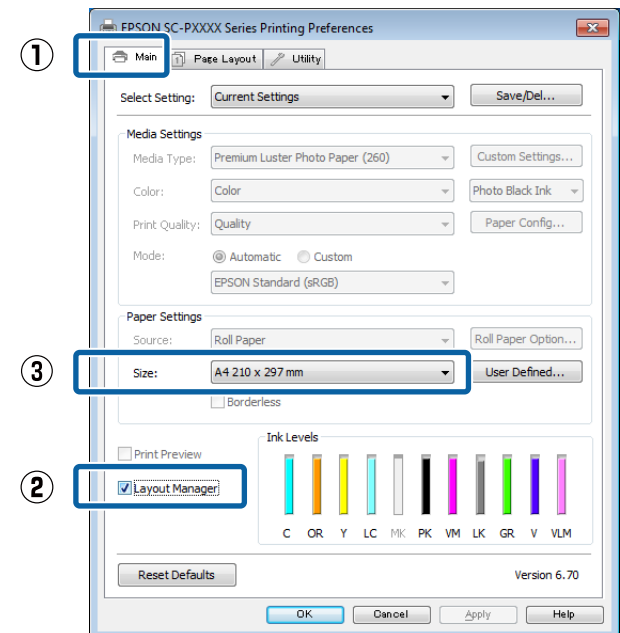 EPSON SC-PXXXX Series Printing Preferences
① Main Page Layout Utility
Select Setting: Current Settings Save/Del...
Media Settings
Media Type: Premium Luster Photo Paper (260) Custom Settings...
Color: Color Photo Black Ink
Print Quality: Quality Paper Config...
Mode: Automatic Custom
EPSON Standard (sRGB)
Paper Settings
Source: Roll Paper Roll Paper Option...
③ Size: A4 210 x 297 mm User Defined...
Borderless
Ink Levels
Print Preview
② Layout Manager
C OR Y LC MK PK VM LK GR V VLM
Reset Defaults Version 6.70
OK Cancel Apply Help